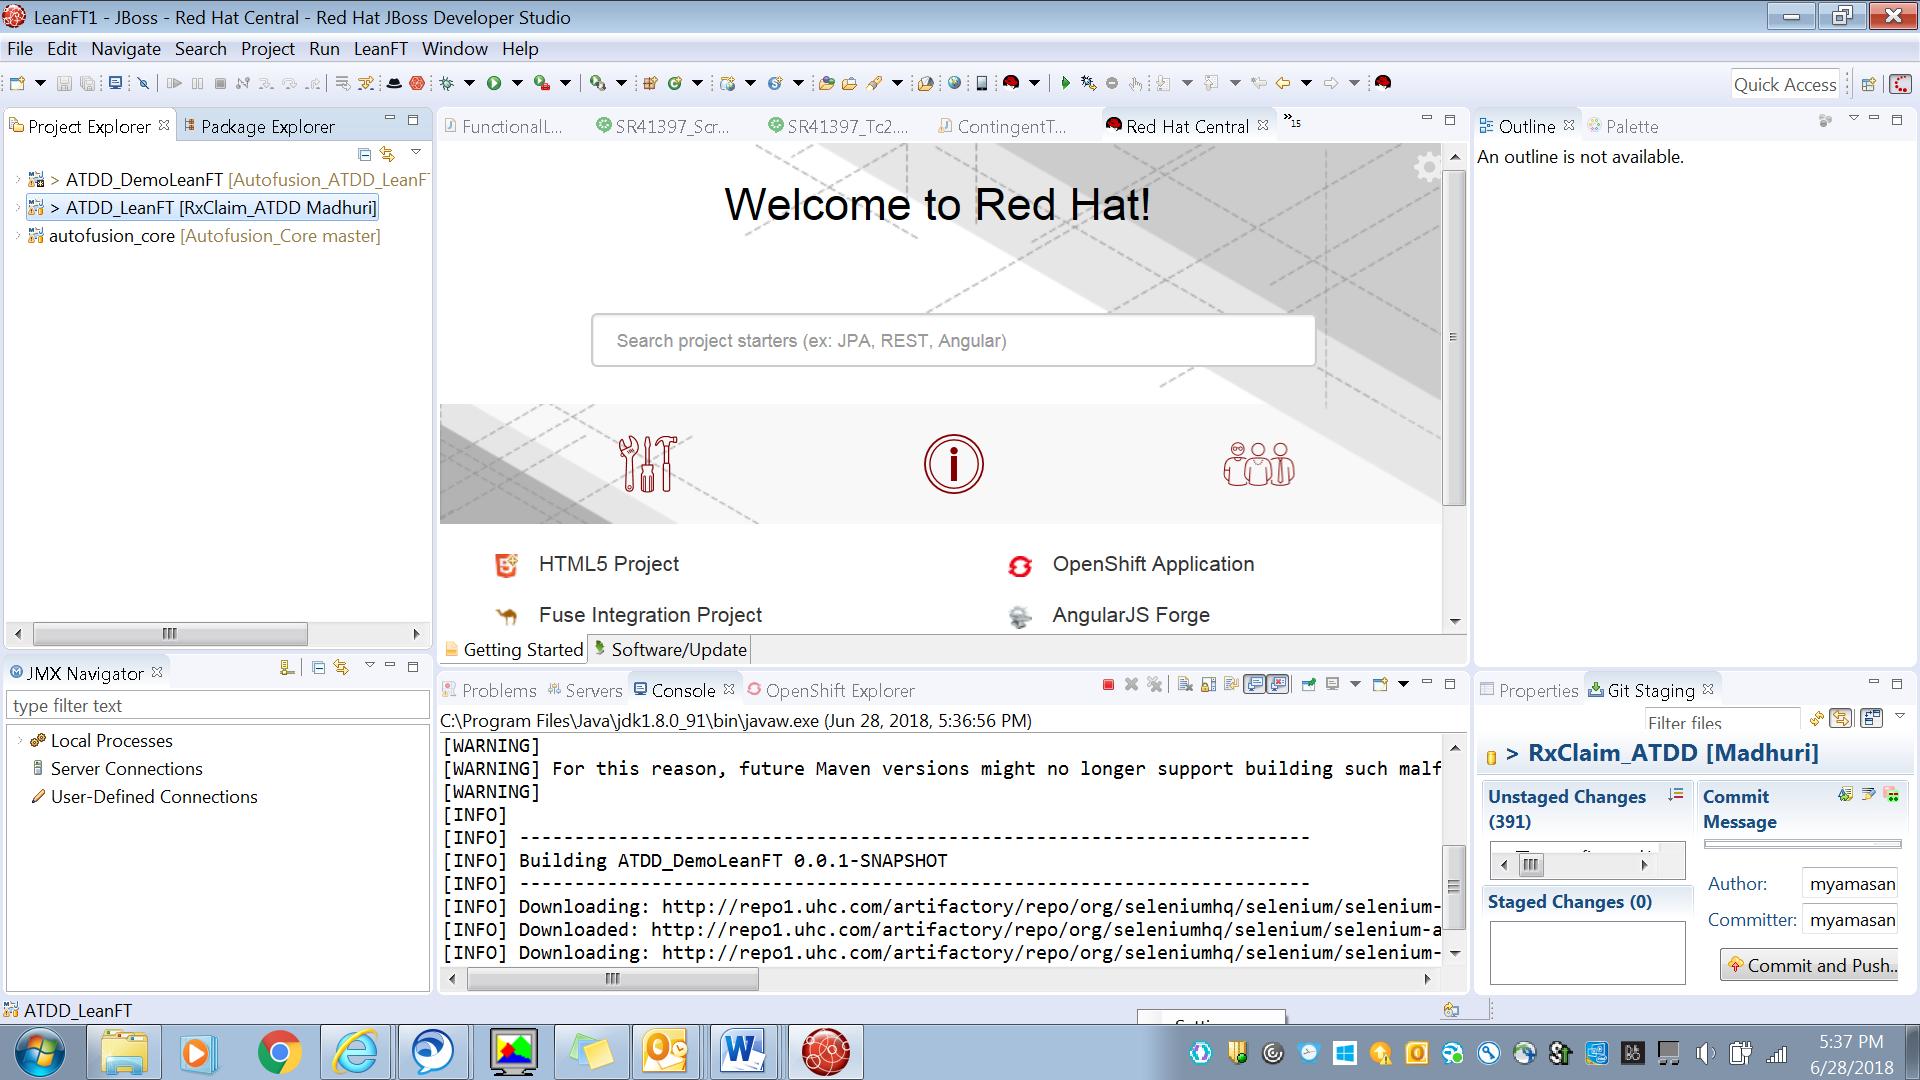 LeanFT1 - JBoss - Red Hat Central - Red Hat JBoss Developer Studio
File Edit Navigate Search Project Run LeanFT Window Help
Quick Access
Project Explorer
Package Explorer
> ATDD_DemoLeanFT [Autofusion_ATDD_LeanF
> ATDD_LeanFT [RxClaim_ATDD Madhuri]
autofusion_core [Autofusion_Core master]
FunctionalL... SR41397_Scr... SR41397_Tc2.... ContingentT... Red Hat Central »15
Welcome to Red Hat!
Search project starters (ex: JPA, REST, Angular)
HTML5 Project
OpenShift Application
Fuse Integration Project
AngularJS Forge
Getting Started Software/Update
Outline Palette
An outline is not available.
JMX Navigator
type filter text
Local Processes
Server Connections
User-Defined Connections
Problems Servers Console OpenShift Explorer
C:\Program Files\Java\jdk1.8.0_91\bin\javaw.exe (Jun 28, 2018, 5:36:56 PM)
[WARNING]
[WARNING] For this reason, future Maven versions might no longer support building such malf
[WARNING]
[INFO]
[INFO] ------------------------------------------------------------------------
[INFO] Building ATDD_DemoLeanFT 0.0.1-SNAPSHOT
[INFO] ------------------------------------------------------------------------
[INFO] Downloading: http://repo1.uhc.com/artifactory/repo/org/seleniumhq/selenium/selenium-
[INFO] Downloaded: http://repo1.uhc.com/artifactory/repo/org/seleniumhq/selenium/selenium-a
[INFO] Downloading: http://repo1.uhc.com/artifactory/repo/org/seleniumhq/selenium/selenium-
Properties Git Staging
Filter files
> RxClaim_ATDD [Madhuri]
Unstaged Changes
(391)
Staged Changes (0)
Commit
Message
Author: myamasan
Committer: myamasan
Commit and Push..
ATDD_LeanFT
5:37 PM
6/28/2018